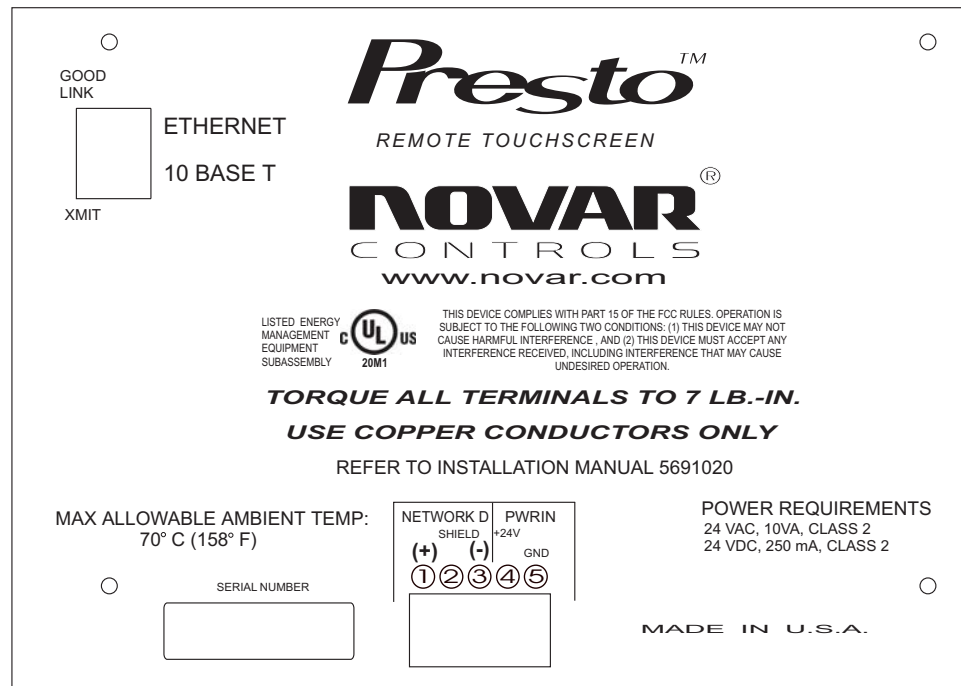 GOOD
LINK
ETHERNET
10 BASE T
XMIT
Presto™
REMOTE TOUCHSCREEN
NOVAR®
CONTROLS
www.novar.com
LISTED ENERGY
MANAGEMENT
EQUIPMENT
SUBASSEMBLY
C UL US
20M1
THIS DEVICE COMPLIES WITH PART 15 OF THE FCC RULES. OPERATION IS
SUBJECT TO THE FOLLOWING TWO CONDITIONS: (1) THIS DEVICE MAY NOT
CAUSE HARMFUL INTERFERENCE , AND (2) THIS DEVICE MUST ACCEPT ANY
INTERFERENCE RECEIVED, INCLUDING INTERFERENCE THAT MAY CAUSE
UNDESIRED OPERATION.
TORQUE ALL TERMINALS TO 7 LB.-IN.
USE COPPER CONDUCTORS ONLY
REFER TO INSTALLATION MANUAL 5691020
MAX ALLOWABLE AMBIENT TEMP:
70° C (158° F)
SERIAL NUMBER
NETWORK D PWRIN
SHIELD +24V
(+) (-) GND
① ② ③ ④ ⑤
POWER REQUIREMENTS
24 VAC, 10VA, CLASS 2
24 VDC, 250 mA, CLASS 2
MADE IN U.S.A.